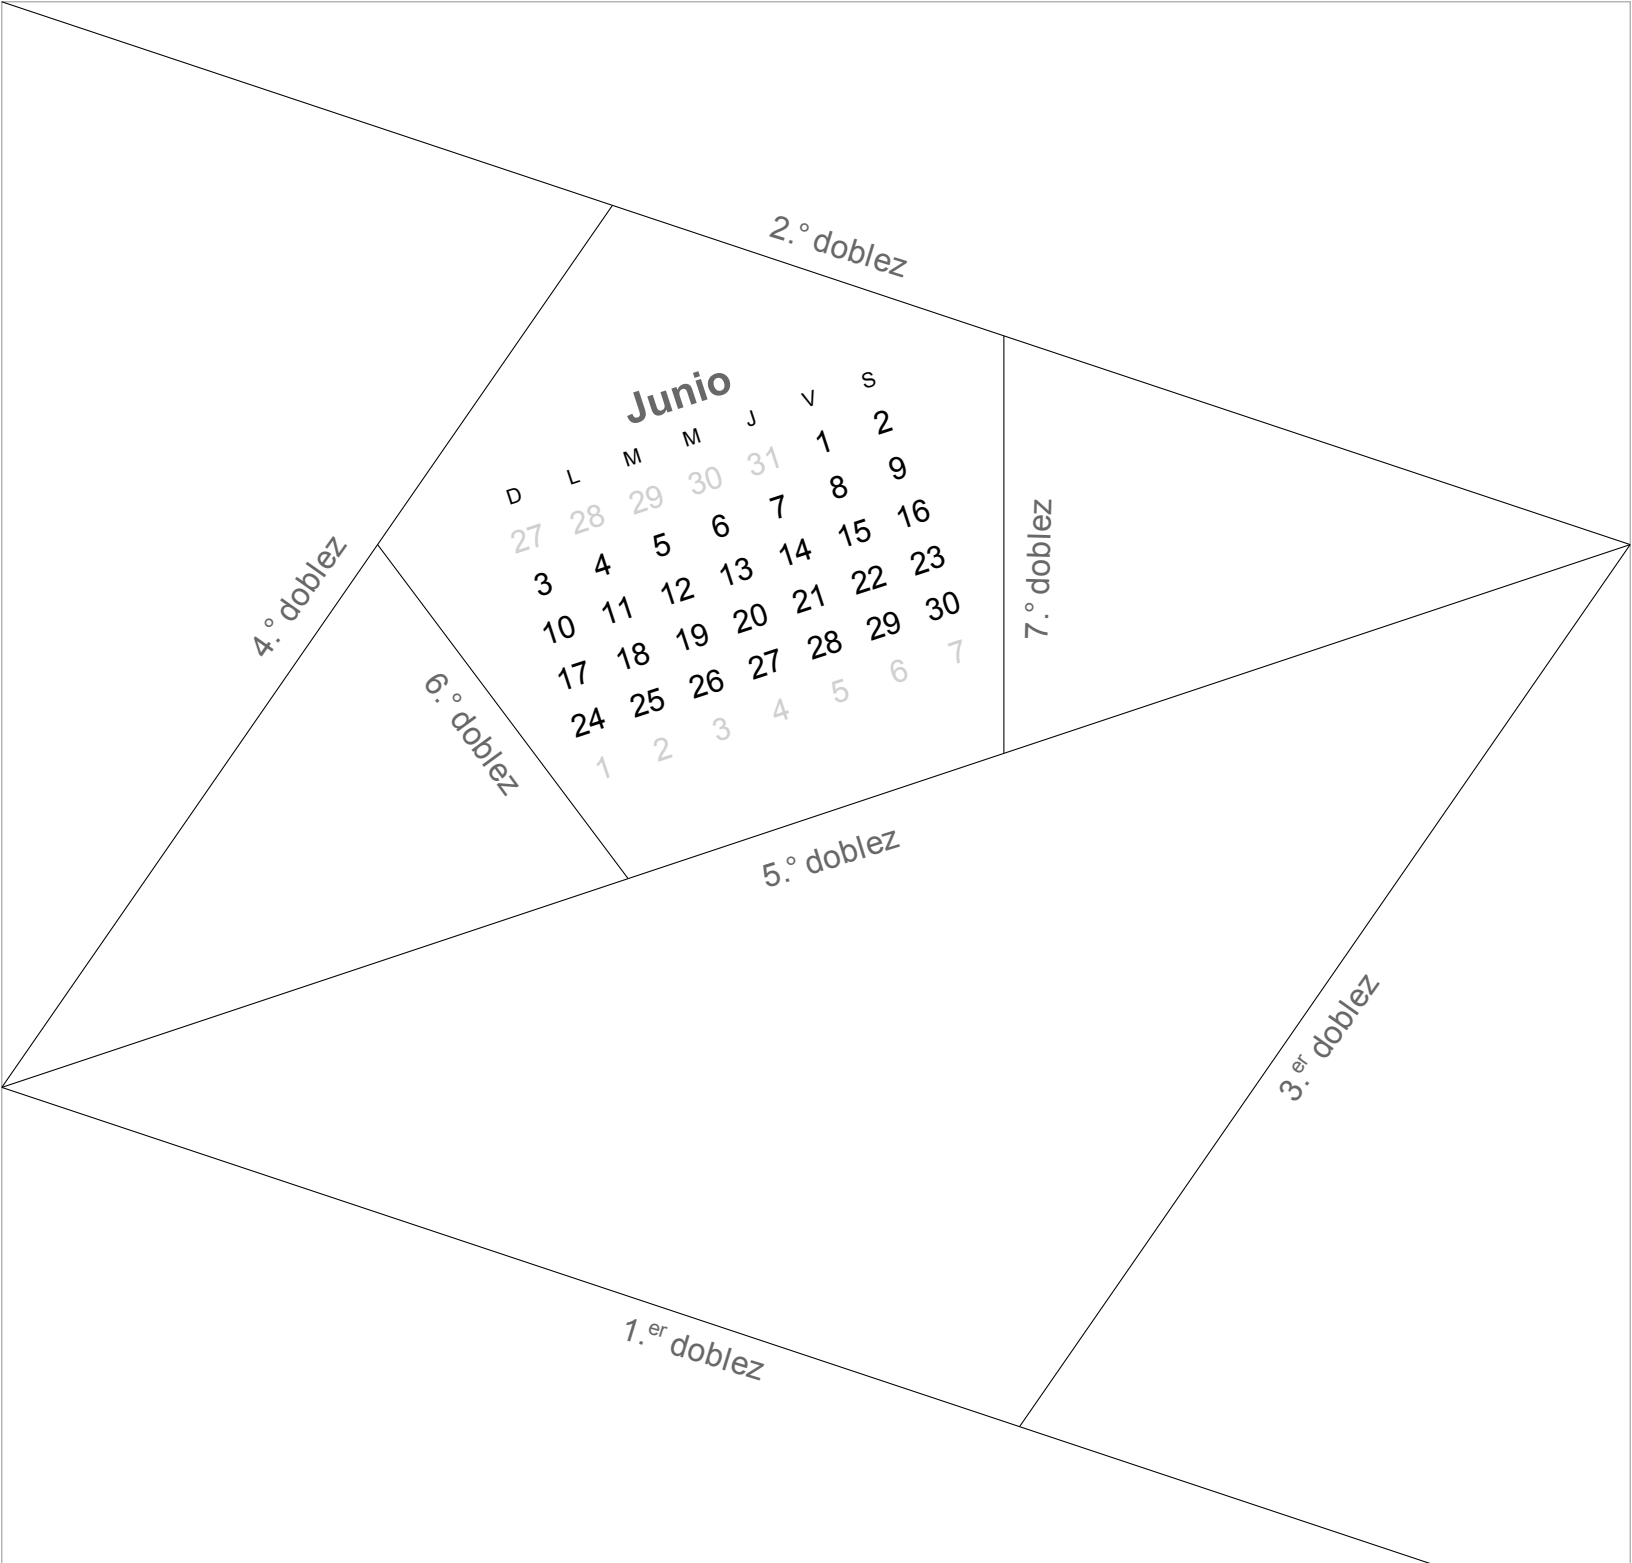 2.° doblez
Junio
D L M M J V S
27 28 29 30 31 1 2
3 4 5 6 7 8 9
10 11 12 13 14 15 16
17 18 19 20 21 22 23
24 25 26 27 28 29 30
1 2 3 4 5 6 7
4.° doblez
7.° doblez
6.° doblez
5.° doblez
3.er doblez
1.er doblez